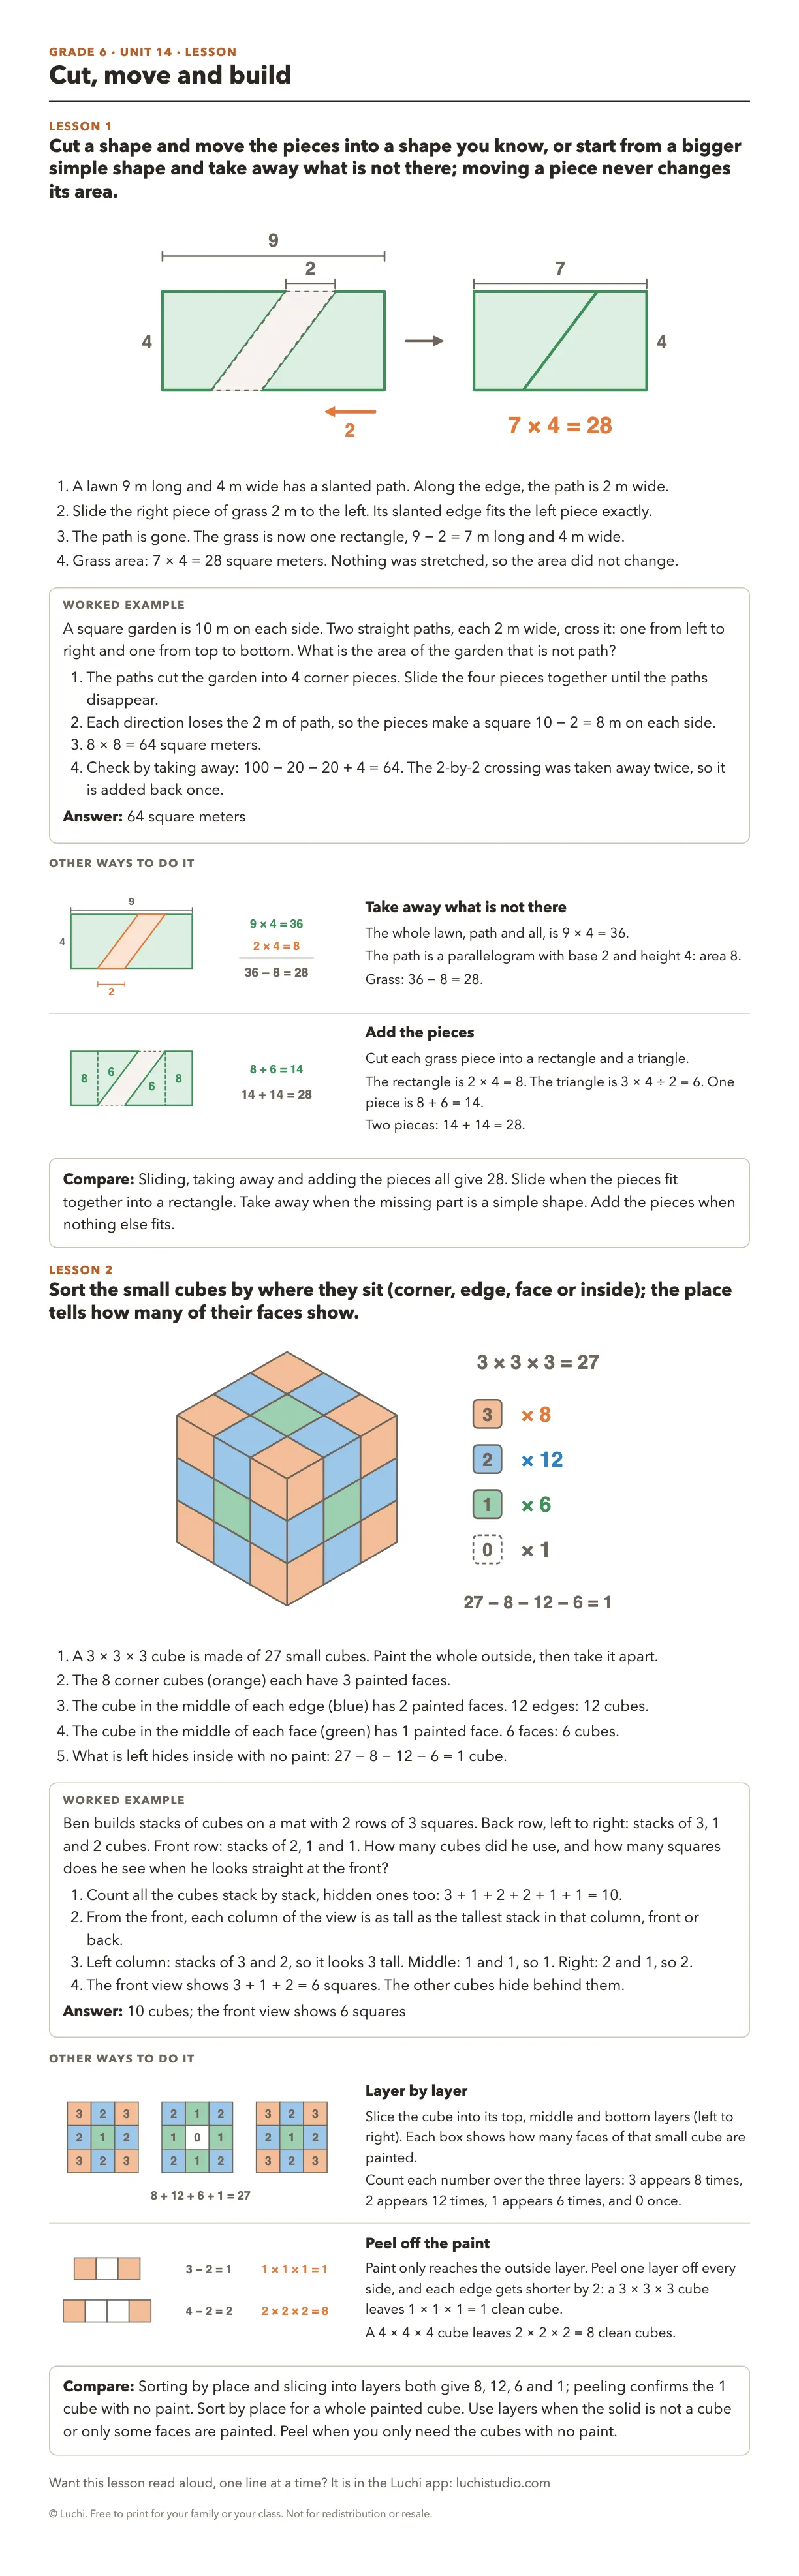 GRADE 6 · UNIT 14 · LESSON
Cut, move and build
LESSON 1
Cut a shape and move the pieces into a shape you know, or start from a bigger
simple shape and take away what is not there; moving a piece never changes
its area.
9
2
7
4
4
2
7 × 4 = 28
1. A lawn 9 m long and 4 m wide has a slanted path. Along the edge, the path is 2 m wide.
2. Slide the right piece of grass 2 m to the left. Its slanted edge fits the left piece exactly.
3. The path is gone. The grass is now one rectangle, 9 − 2 = 7 m long and 4 m wide.
4. Grass area: 7 × 4 = 28 square meters. Nothing was stretched, so the area did not change.
WORKED EXAMPLE
A square garden is 10 m on each side. Two straight paths, each 2 m wide, cross it: one from left to
right and one from top to bottom. What is the area of the garden that is not path?
1. The paths cut the garden into 4 corner pieces. Slide the four pieces together until the paths
disappear.
2. Each direction loses the 2 m of path, so the pieces make a square 10 − 2 = 8 m on each side.
3. 8 × 8 = 64 square meters.
4. Check by taking away: 100 − 20 − 20 + 4 = 64. The 2-by-2 crossing was taken away twice, so it
is added back once.
Answer: 64 square meters
OTHER WAYS TO DO IT
9
4
2
9 × 4 = 36
2 × 4 = 8
36 − 8 = 28
Take away what is not there
The whole lawn, path and all, is 9 × 4 = 36.
The path is a parallelogram with base 2 and height 4: area 8.
Grass: 36 − 8 = 28.
8 6 6 8
8 + 6 = 14
14 + 14 = 28
Add the pieces
Cut each grass piece into a rectangle and a triangle.
The rectangle is 2 × 4 = 8. The triangle is 3 × 4 ÷ 2 = 6. One
piece is 8 + 6 = 14.
Two pieces: 14 + 14 = 28.
Compare: Sliding, taking away and adding the pieces all give 28. Slide when the pieces fit
together into a rectangle. Take away when the missing part is a simple shape. Add the pieces when
nothing else fits.
LESSON 2
Sort the small cubes by where they sit (corner, edge, face or inside); the place
tells how many of their faces show.
3 × 3 × 3 = 27
3 × 8
2 × 12
1 × 6
0 × 1
27 − 8 − 12 − 6 = 1
1. A 3 × 3 × 3 cube is made of 27 small cubes. Paint the whole outside, then take it apart.
2. The 8 corner cubes (orange) each have 3 painted faces.
3. The cube in the middle of each edge (blue) has 2 painted faces. 12 edges: 12 cubes.
4. The cube in the middle of each face (green) has 1 painted face. 6 faces: 6 cubes.
5. What is left hides inside with no paint: 27 − 8 − 12 − 6 = 1 cube.
WORKED EXAMPLE
Ben builds stacks of cubes on a mat with 2 rows of 3 squares. Back row, left to right: stacks of 3, 1
and 2 cubes. Front row: stacks of 2, 1 and 1. How many cubes did he use, and how many squares
does he see when he looks straight at the front?
1. Count all the cubes stack by stack, hidden ones too: 3 + 1 + 2 + 2 + 1 + 1 = 10.
2. From the front, each column of the view is as tall as the tallest stack in that column, front or
back.
3. Left column: stacks of 3 and 2, so it looks 3 tall. Middle: 1 and 1, so 1. Right: 2 and 1, so 2.
4. The front view shows 3 + 1 + 2 = 6 squares. The other cubes hide behind them.
Answer: 10 cubes; the front view shows 6 squares
OTHER WAYS TO DO IT
3 2 3 2 1 2 3 2 3
2 1 2 1 0 1 2 1 2
3 2 3 2 1 2 3 2 3
8 + 12 + 6 + 1 = 27
Layer by layer
Slice the cube into its top, middle and bottom layers (left to
right). Each box shows how many faces of that small cube are
painted.
Count each number over the three layers: 3 appears 8 times,
2 appears 12 times, 1 appears 6 times, and 0 once.
3 − 2 = 1 1 × 1 × 1 = 1
4 − 2 = 2 2 × 2 × 2 = 8
Peel off the paint
Paint only reaches the outside layer. Peel one layer off every
side, and each edge gets shorter by 2: a 3 × 3 × 3 cube
leaves 1 × 1 × 1 = 1 clean cube.
A 4 × 4 × 4 cube leaves 2 × 2 × 2 = 8 clean cubes.
Compare: Sorting by place and slicing into layers both give 8, 12, 6 and 1; peeling confirms the 1
cube with no paint. Sort by place for a whole painted cube. Use layers when the solid is not a cube
or only some faces are painted. Peel when you only need the cubes with no paint.
Want this lesson read aloud, one line at a time? It is in the Luchi app: luchistudio.com
© Luchi. Free to print for your family or your class. Not for redistribution or resale.